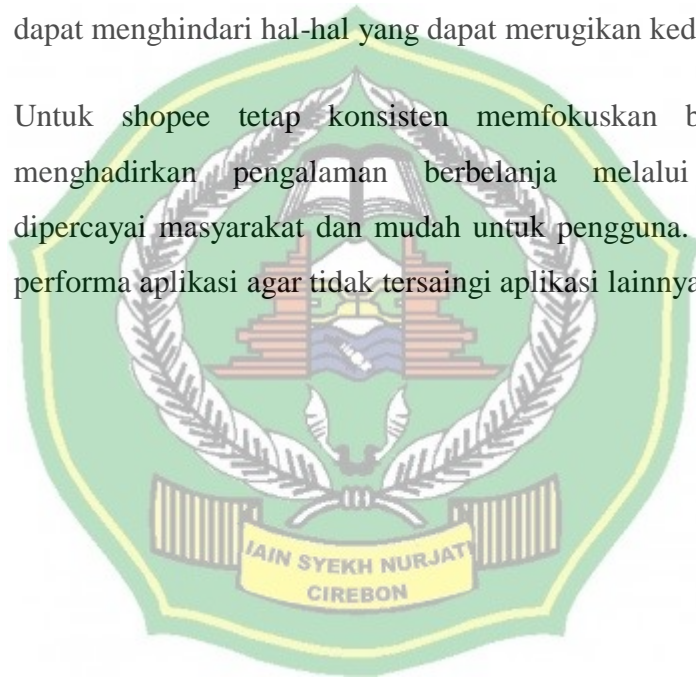 dapat menghindari hal-hal yang dapat merugikan ked
Untuk shopee tetap konsisten memfokuskan b
menghadirkan pengalaman berbelanja melalui
dipercayai masyarakat dan mudah untuk pengguna.
performa aplikasi agar tidak tersaingi aplikasi lainnya
IAIN SYEKH NURJATI
CIREBON